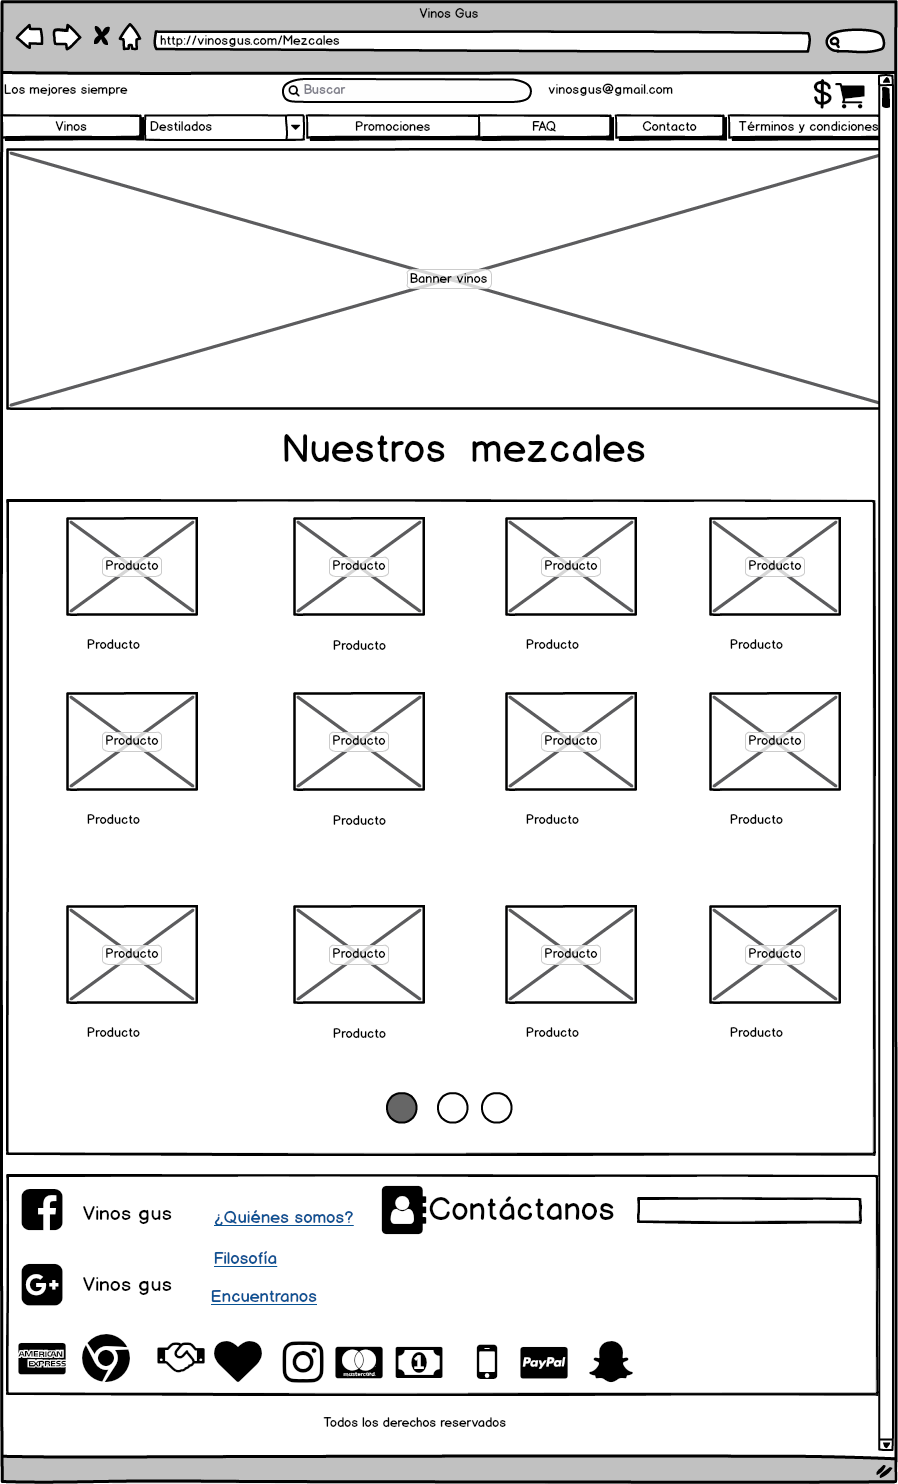 Vinos Gus
http://vinosgus.com/Mezcales
Los mejores siempre
Buscar
vinosgus@gmail.com
$
Vinos
Destilados
Promociones
FAQ
Contacto
Términos y condiciones
Banner vinos
Nuestros mezcales
Producto Producto Producto Producto
Producto Producto Producto Producto
Producto Producto Producto Producto
Producto Producto Producto Producto
Producto Producto Producto Producto
Producto Producto Producto Producto
Vinos gus
¿Quiénes somos?
Contáctanos
Filosofía
G+
Vinos gus
Encuentranos
AMERICAN EXPRESS
mastercard
1
PayPal
Todos los derechos reservados